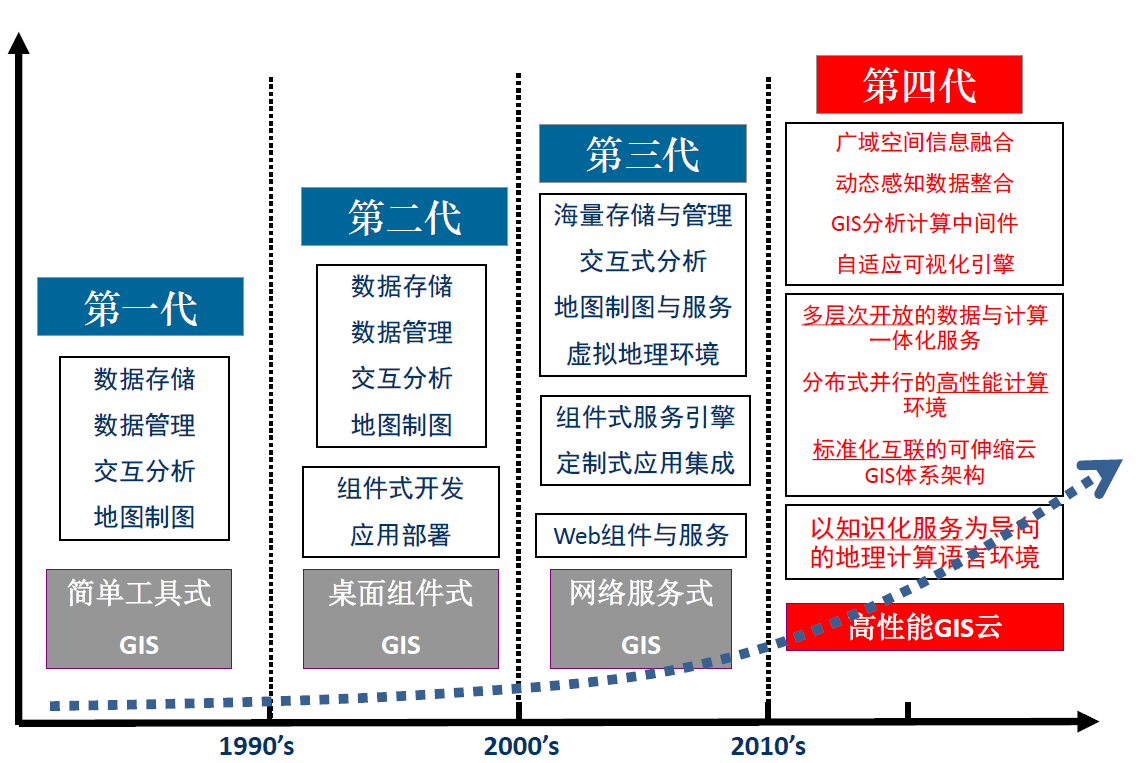 第一代
数据存储
数据管理
交互分析
地图制图
简单工具式
GIS
第二代
数据存储
数据管理
交互分析
地图制图
组件式开发
应用部署
桌面组件式
GIS
第三代
海量存储与管理
交互式分析
地图制图与服务
虚拟地理环境
组件式服务引擎
定制式应用集成
Web组件与服务
网络服务式
GIS
第四代
广域空间信息融合
动态感知数据整合
GIS分析计算中间件
自适应可视化引擎
多层次开放的数据与计算
一体化服务
分布式并行的高性能计算
环境
标准化互联的可伸缩云
GIS体系架构
以知识化服务为导向
的地理计算语言环境
高性能GIS云
1990’s
2000’s
2010’s